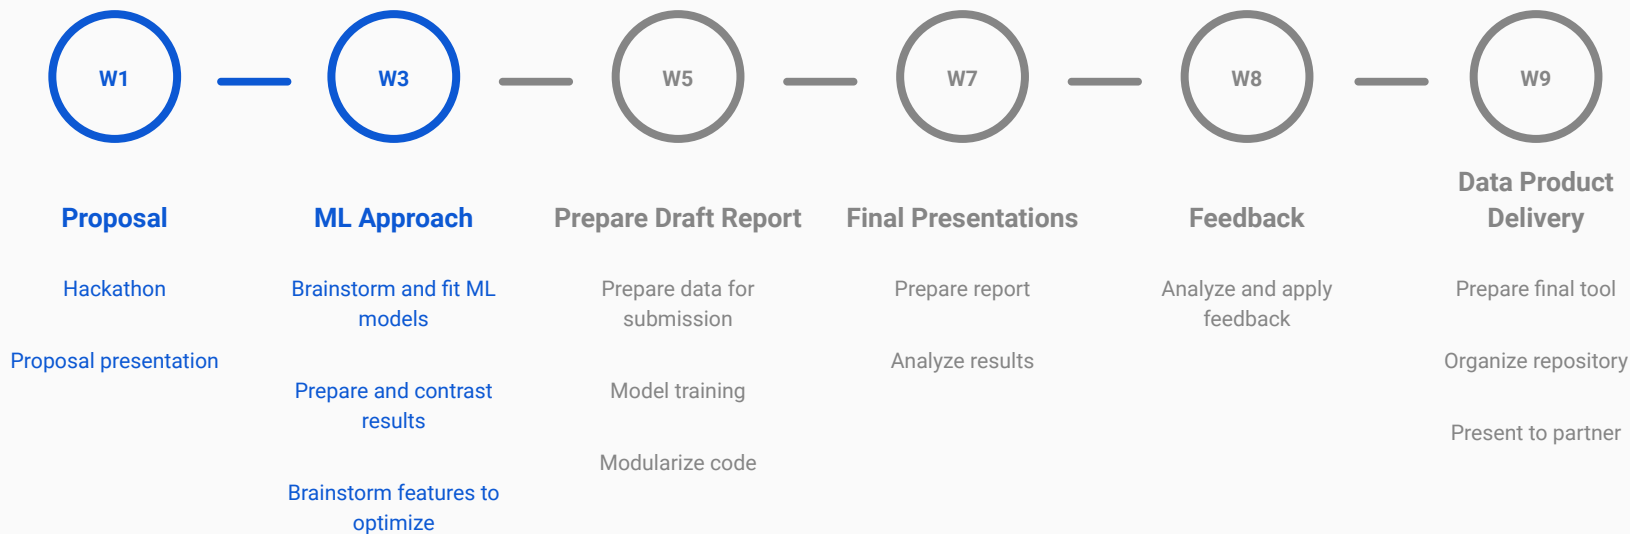 W1
Proposal
Hackathon
Proposal presentation
W3
ML Approach
Brainstorm and fit ML
models
Prepare and contrast
results
Brainstorm features to
optimize
W5
Prepare Draft Report
Prepare data for
submission
Model training
Modularize code
W7
Final Presentations
Prepare report
Analyze results
W8
Feedback
Analyze and apply
feedback
W9
Data Product
Delivery
Prepare final tool
Organize repository
Present to partner